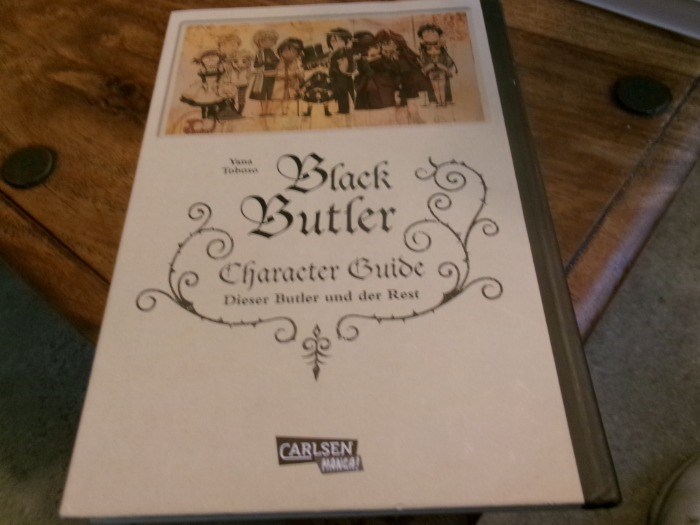 Yana
Toboso
Black
Butler
Character Guide
Dieser Butler und der Rest
CARLSEN
MANGA!